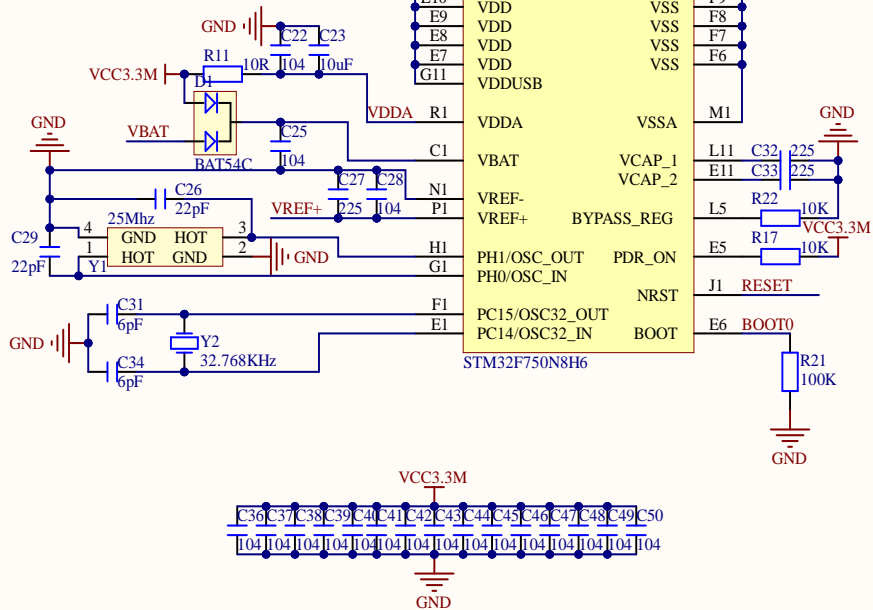 VDD
VSS
E9
VDD
VSS
F8
E8
VDD
VSS
F7
E7
VDD
VSS
F6
G11
VDDUSB
GND
C22
C23
R11
10R
104
10uF
VCC3.3M
D1
VDDA
R1
VDDA
VSSA
M1
VBAT
C25
BAT54C
104
C1
VBAT
GND
GND
VCAP_1
L11
C32
225
VCAP_2
E11
C33
225
C26
22pF
C27
C28
225
104
N1
VREF-
VREF+
P1
VREF+
BYPASS_REG
L5
R22
10K
VCC3.3M
25Mhz
C29
22pF
4
GND
HOT
3
1
HOT
GND
2
Y1
GND
H1
PH1/OSC_OUT
PDR_ON
E5
R17
10K
G1
PH0/OSC_IN
NRST
J1
RESET
C31
6pF
F1
PC15/OSC32_OUT
GND
Y2
32.768KHz
E1
PC14/OSC32_IN
BOOT
E6
BOOT0
C34
6pF
STM32F750N8H6
R21
100K
GND
VCC3.3M
C36 C37 C38 C39 C40 C41 C42 C43 C44 C45 C46 C47 C48 C49 C50
104 104 104 104 104 104 104 104 104 104 104 104 104 104 104
GND